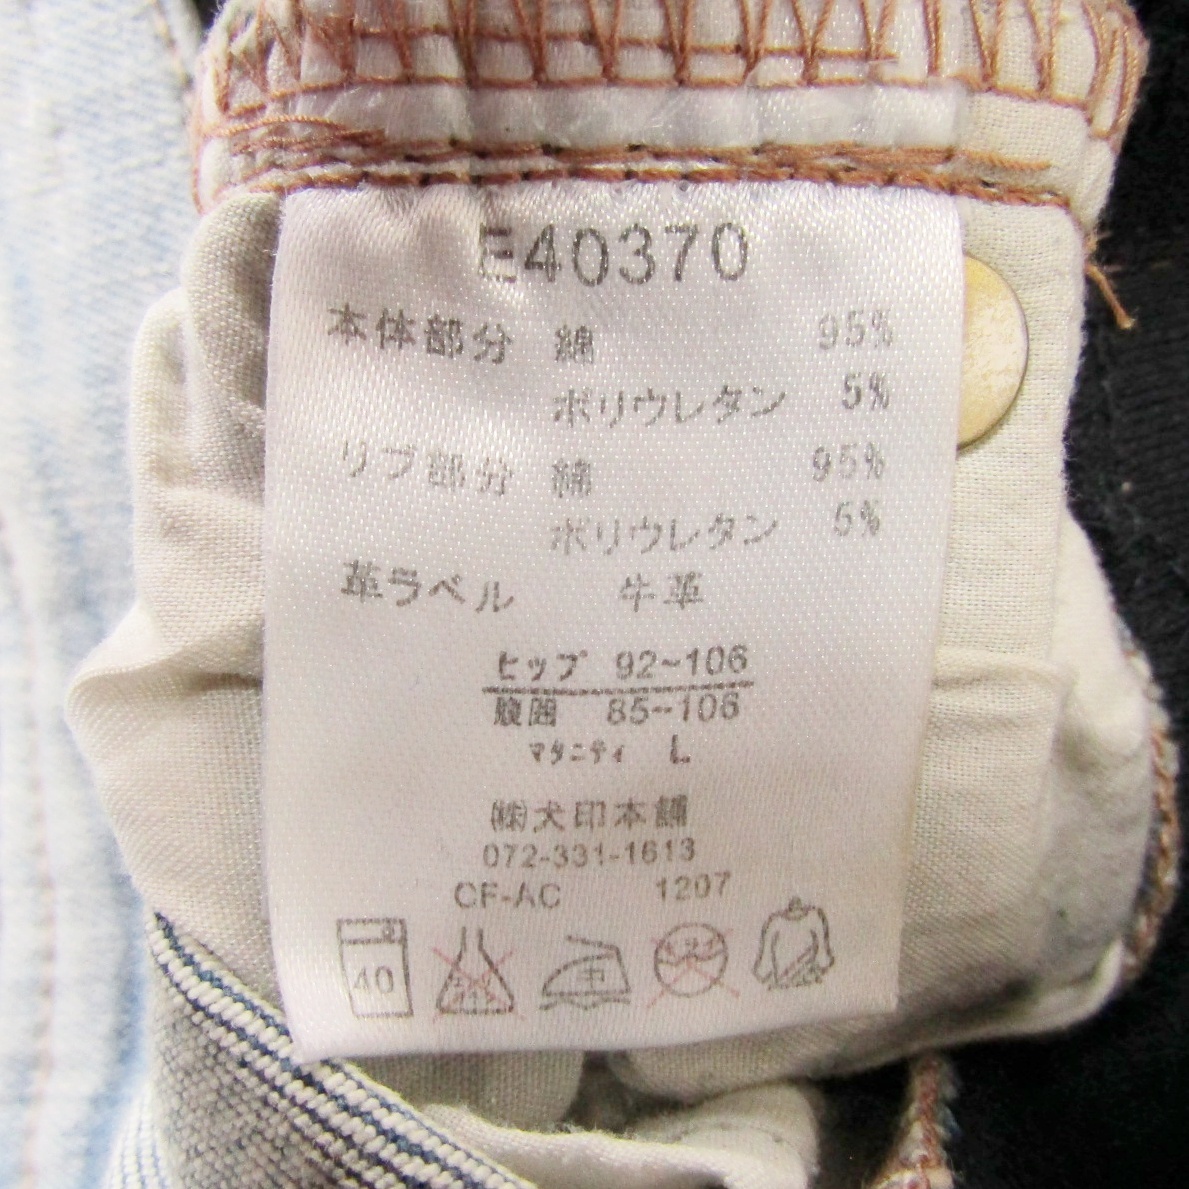 E40370
本体部分 綿 95%
ポリウレタン 5%
リブ部分 綿 95%
ポリウレタン 5%
革ラベル 牛革
ヒップ 92~106
腹囲 85~106
マタニティ L
㈱犬印本舗
072-331-1613
CF-AC 1207
40 中